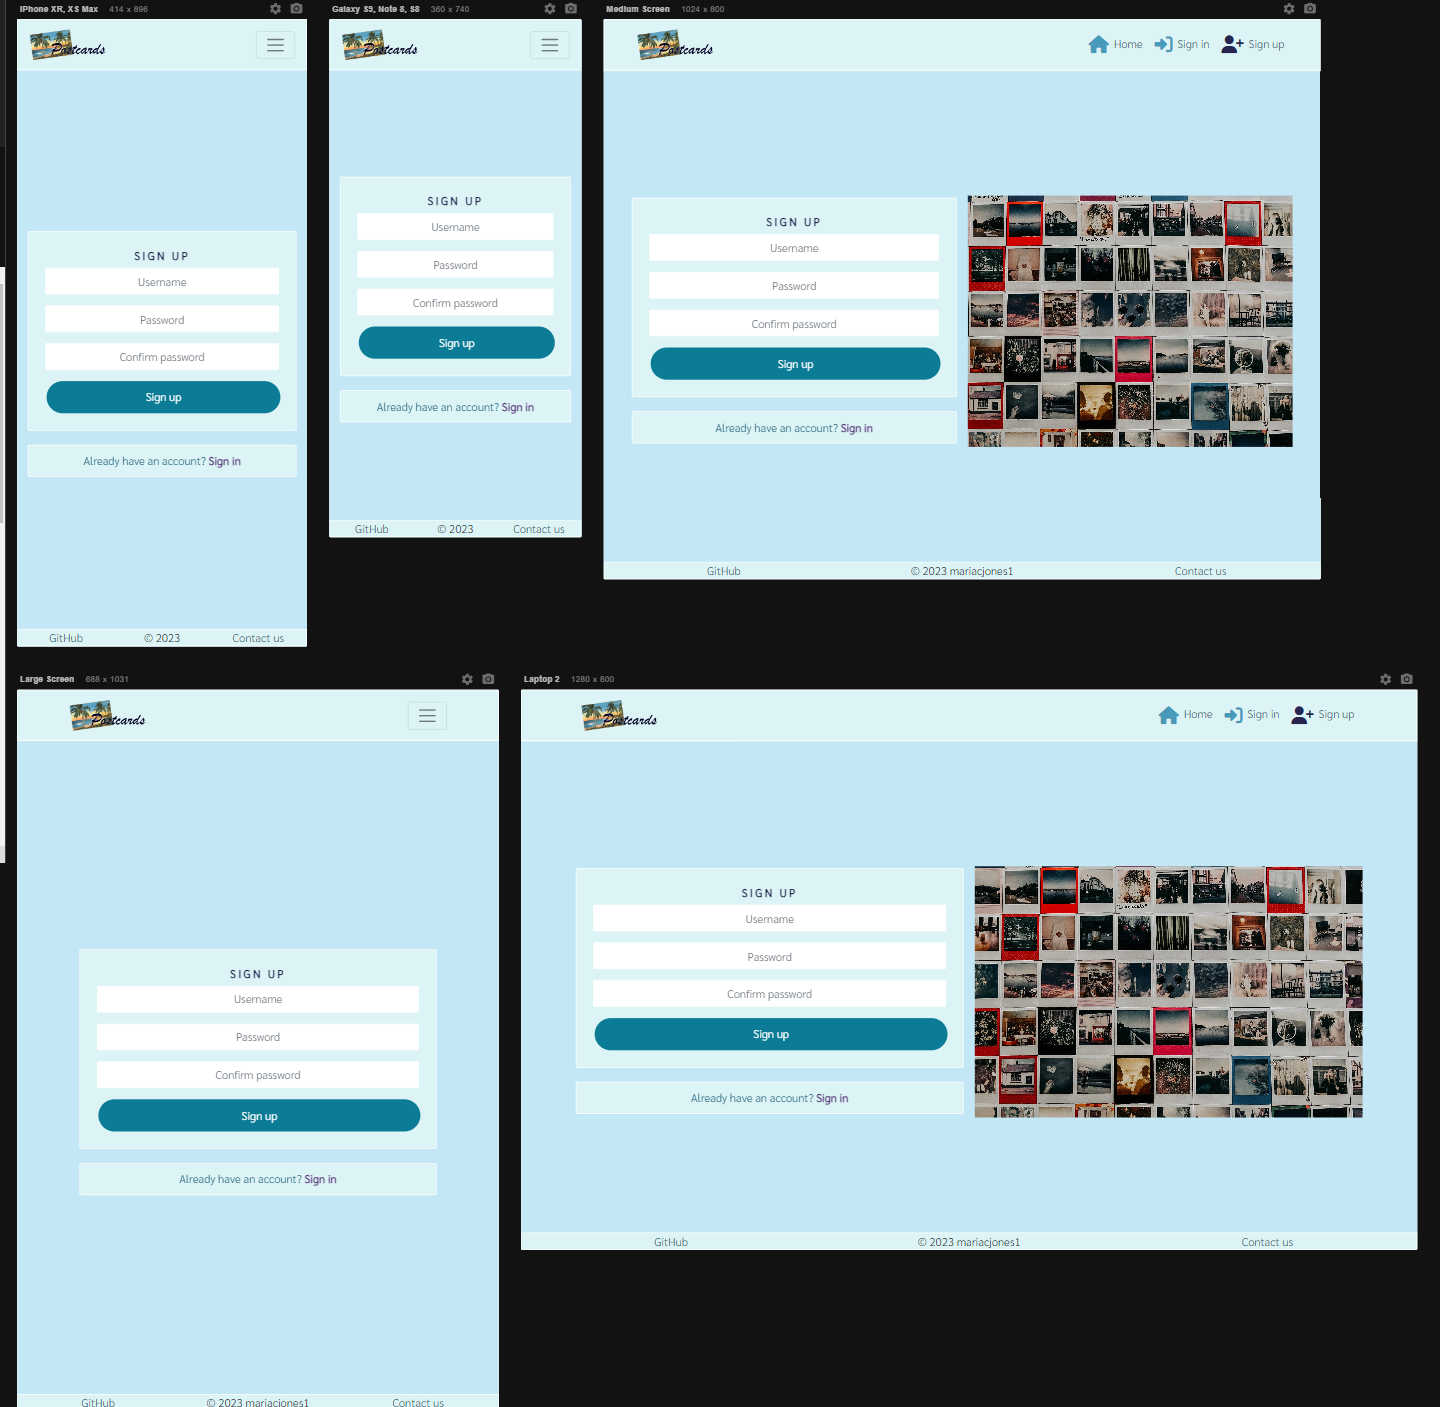 iPhone XR, XS Max 414 x 896
Postcards
SIGN UP
Username
Password
Confirm password
Sign up
Already have an account? Sign in
GitHub © 2023 Contact us
Galaxy S9, Note 8, S8 360 x 740
Postcards
SIGN UP
Username
Password
Confirm password
Sign up
Already have an account? Sign in
GitHub © 2023 Contact us
Medium Screen 1024 x 800
Postcards Home Sign in Sign up
SIGN UP
Username
Password
Confirm password
Sign up
Already have an account? Sign in
GitHub © 2023 mariacjones1 Contact us
Large Screen 688 x 1031
Postcards
SIGN UP
Username
Password
Confirm password
Sign up
Already have an account? Sign in
GitHub © 2023 mariacjones1 Contact us
Laptop 2 1280 x 800
Postcards Home Sign in Sign up
SIGN UP
Username
Password
Confirm password
Sign up
Already have an account? Sign in
GitHub © 2023 mariacjones1 Contact us